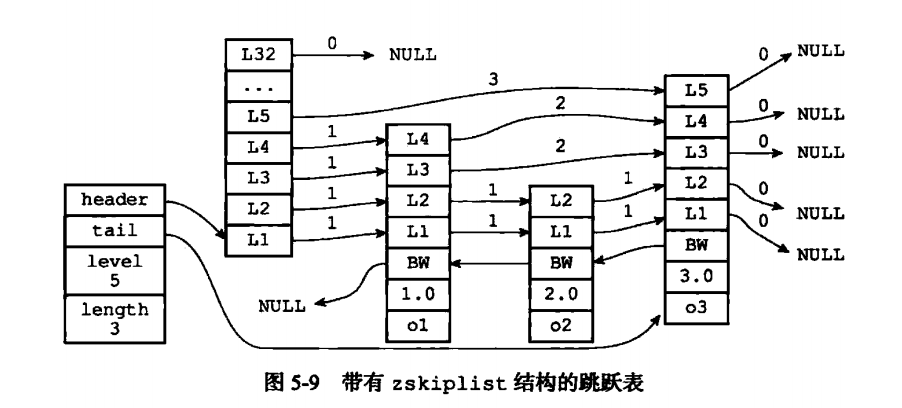 L32
0
NULL
...
L5
3
L5
0
NULL
L4
1
L4
2
L4
0
NULL
L3
1
L3
2
L3
0
NULL
header
L2
1
L2
1
L2
1
L2
0
NULL
tail
L1
1
L1
1
L1
1
L1
0
NULL
level
5
BW
BW
BW
NULL
length
3
1.0
2.0
3.0
o1
o2
o3
图 5-9 带有 zskiplist 结构的跳跃表